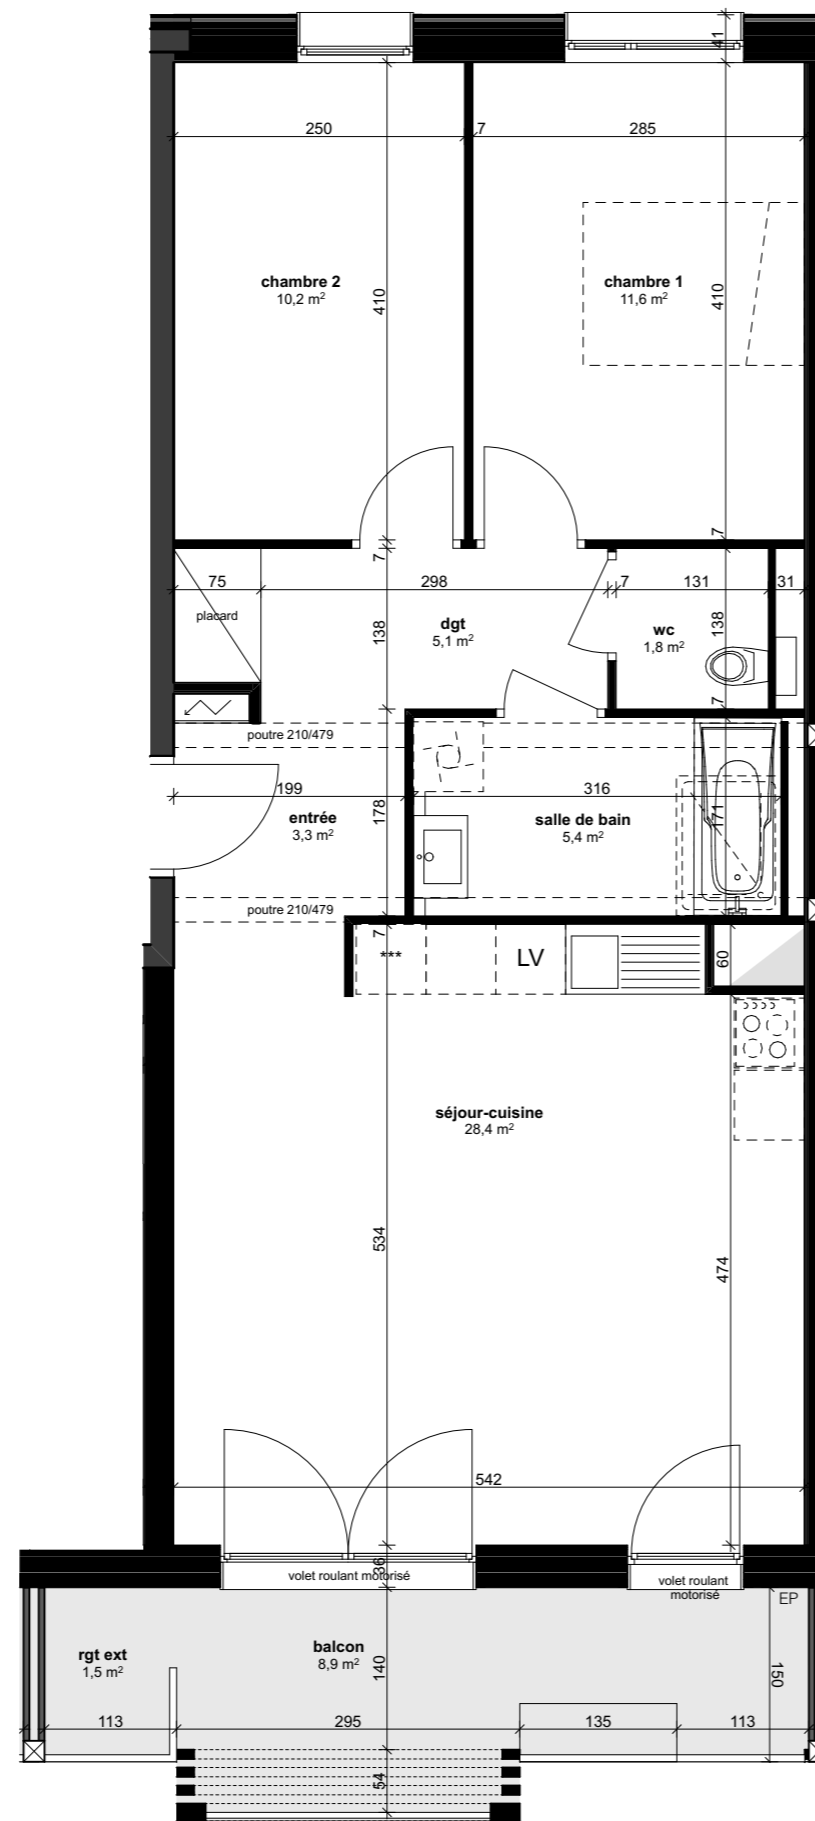 41
250
7
285
chambre 2
10,2 m²
410
chambre 1
11,6 m²
410
7
7
75
298
7
131
31
placard
dgt
5,1 m²
138
wc
1,8 m²
138
7
poutre 210/479
199
entrée
3,3 m²
178
316
salle de bain
5,4 m²
171
poutre 210/479
7
***
LV
60
séjour-cuisine
28,4 m²
534
474
542
36
volet roulant motorisé
volet roulant
motorisé
EP
rgt ext
1,5 m²
balcon
8,9 m²
140
150
113
295
135
113
54